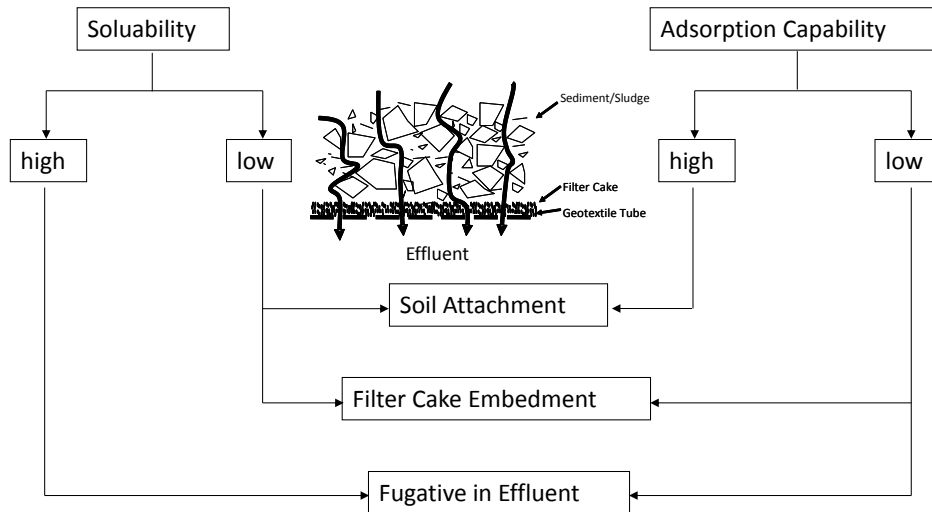 Soluability
Adsorption Capability
high
low
high
low
Sediment/Sludge
Filter Cake
Geotextile Tube
Effluent
Soil Attachment
Filter Cake Embedment
Fugative in Effluent